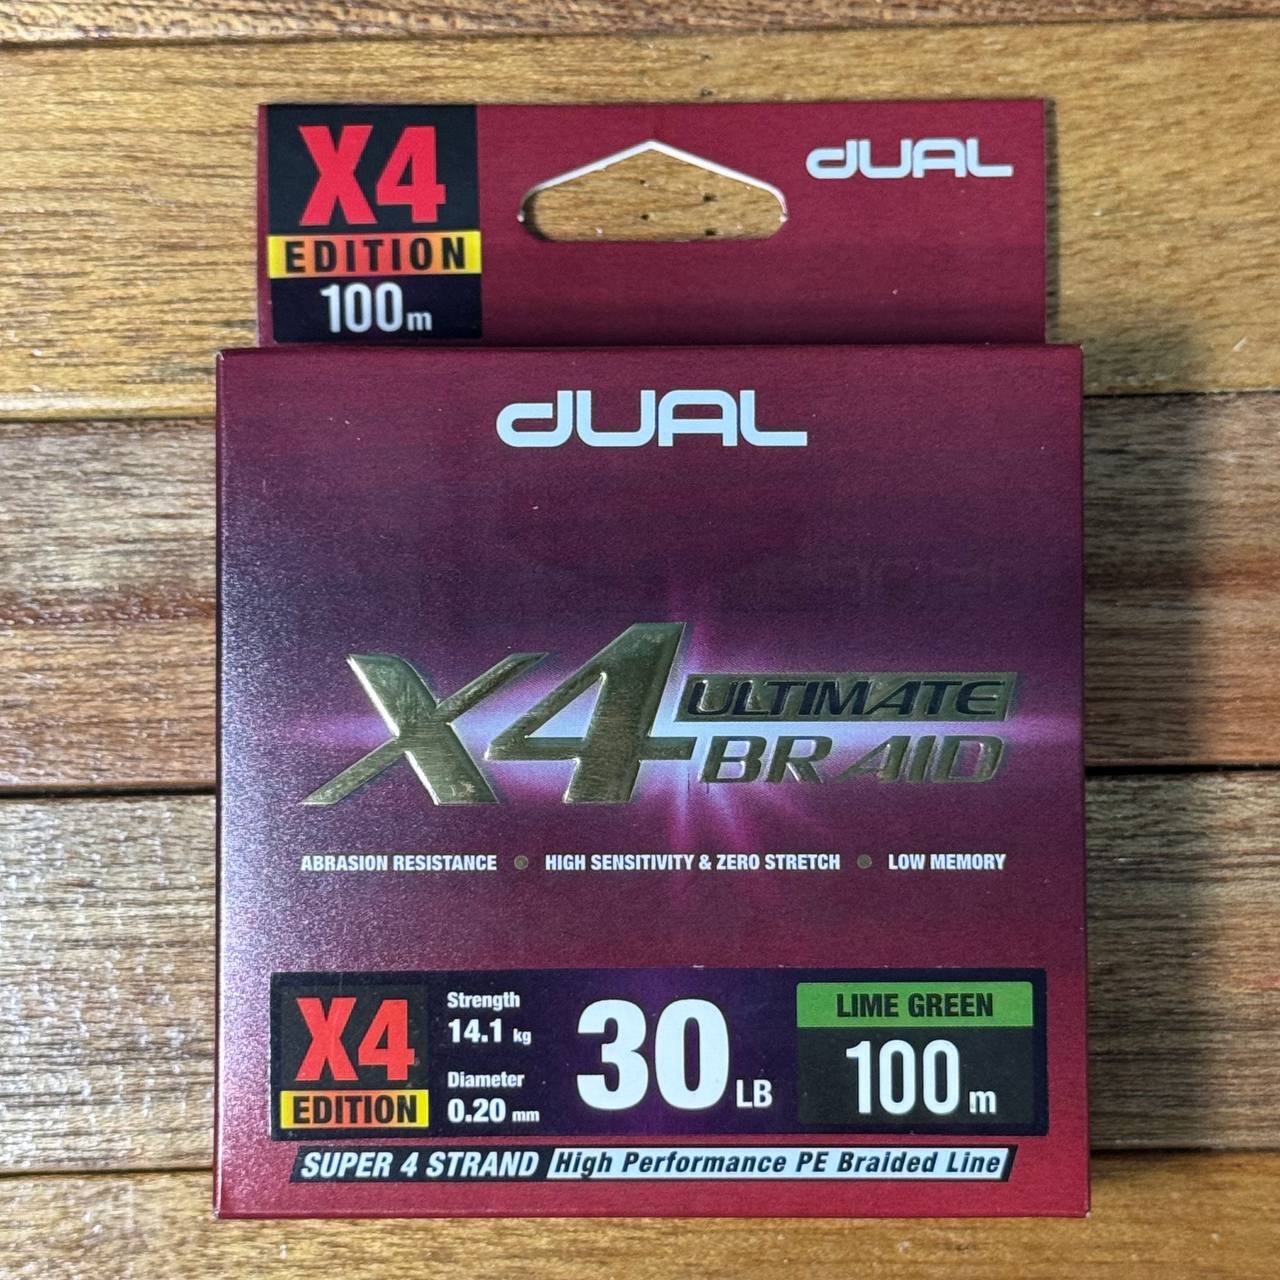 X4
EDITION
100m
dUAL
dUAL
X4 ULTIMATE
BRAID
ABRASION RESISTANCE ● HIGH SENSITIVITY & ZERO STRETCH ● LOW MEMORY
X4
EDITION
Strength
14.1 kg
Diameter
0.20 mm
30 LB
LIME GREEN
100 m
SUPER 4 STRAND High Performance PE Braided Line